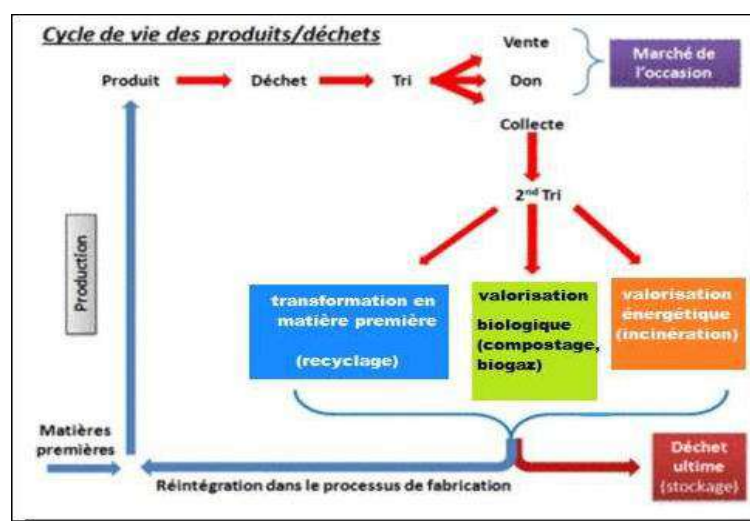 Cycle de vie des produits/déchets
Vente
Marché de
l'occasion
Produit
Déchet
Tri
Don
Collecte
2nd Tri
Production
transformation en
matière première
(recyclage)
valorisation
biologique
(compostage,
biogaz)
valorisation
énergétique
(incinération)
Matières
premières
Réintégration dans le processus de fabrication
Déchet
ultime
(stockage)